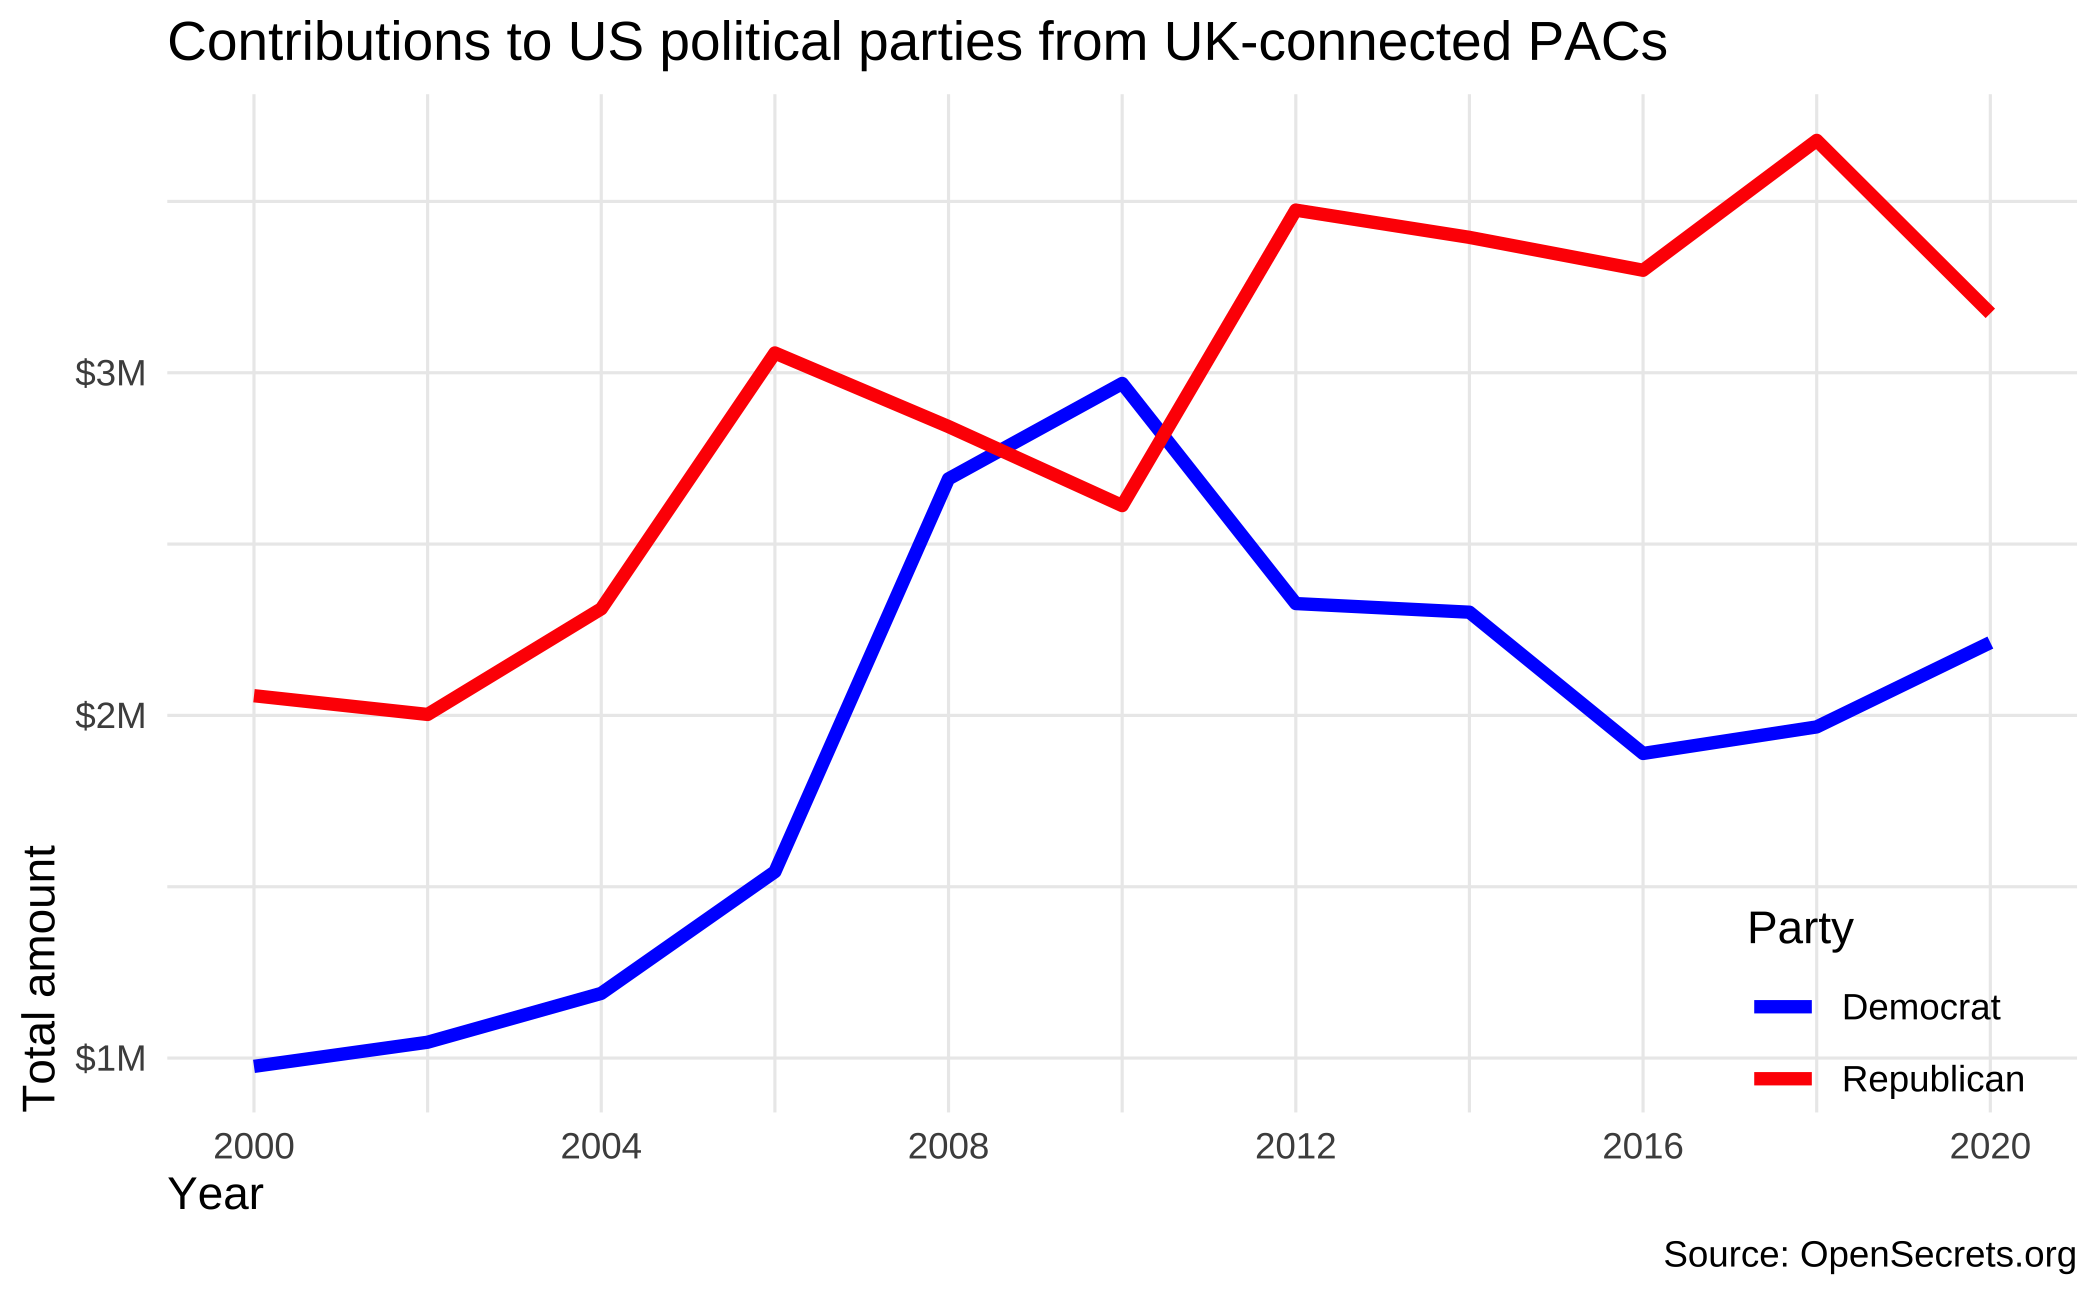 Contributions to US political parties from UK-connected PACs
$3M
$2M
$1M
Total amount
Party
Democrat
Republican
2000 2004 2008 2012 2016 2020
Year
Source: OpenSecrets.org